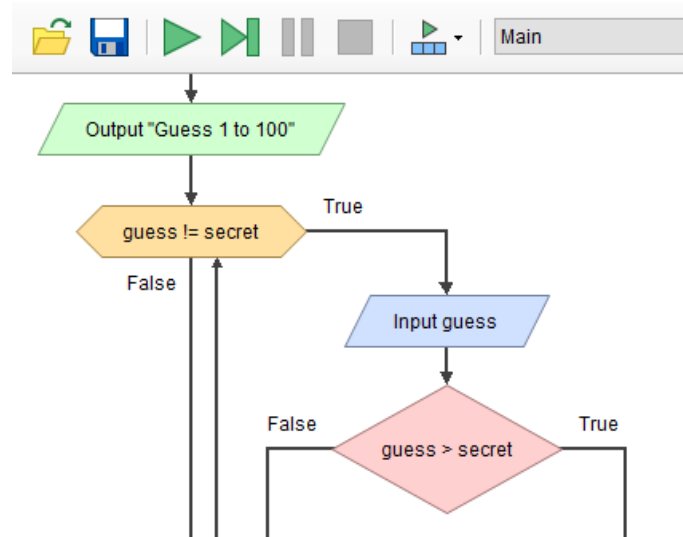 Main
Output "Guess 1 to 100"
guess != secret
True
False
Input guess
False
True
guess > secret